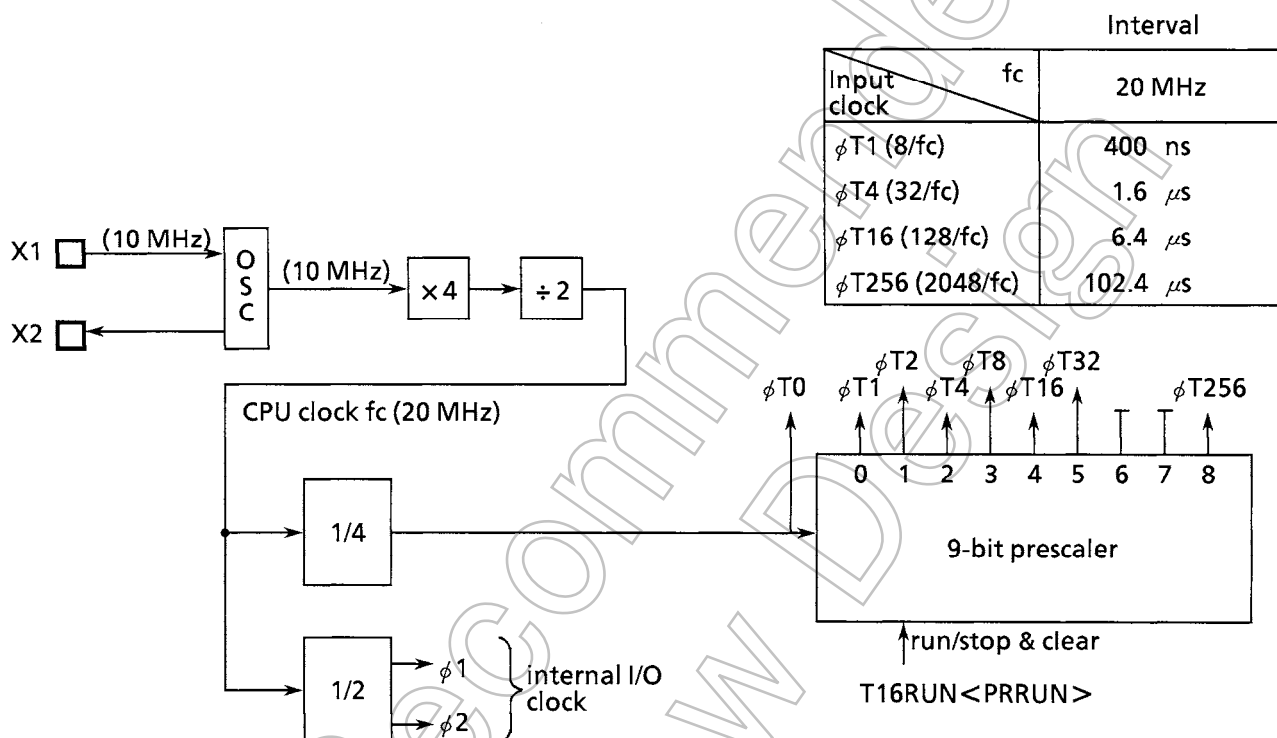 Interval
Input clock fc 20 MHz
φT1 (8/fc) 400 ns
φT4 (32/fc) 1.6 μs
φT16 (128/fc) 6.4 μs
φT256 (2048/fc) 102.4 μs
X1 (10 MHz)
OSC
(10 MHz)
×4
÷2
X2
CPU clock fc (20 MHz)
φT0 φT1 φT2 φT4 φT8 φT16 φT32 φT256
0 1 2 3 4 5 6 7 8
1/4
9-bit prescaler
run/stop & clear
T16RUN<PRRUN>
1/2
φ1
φ2
internal I/O
clock